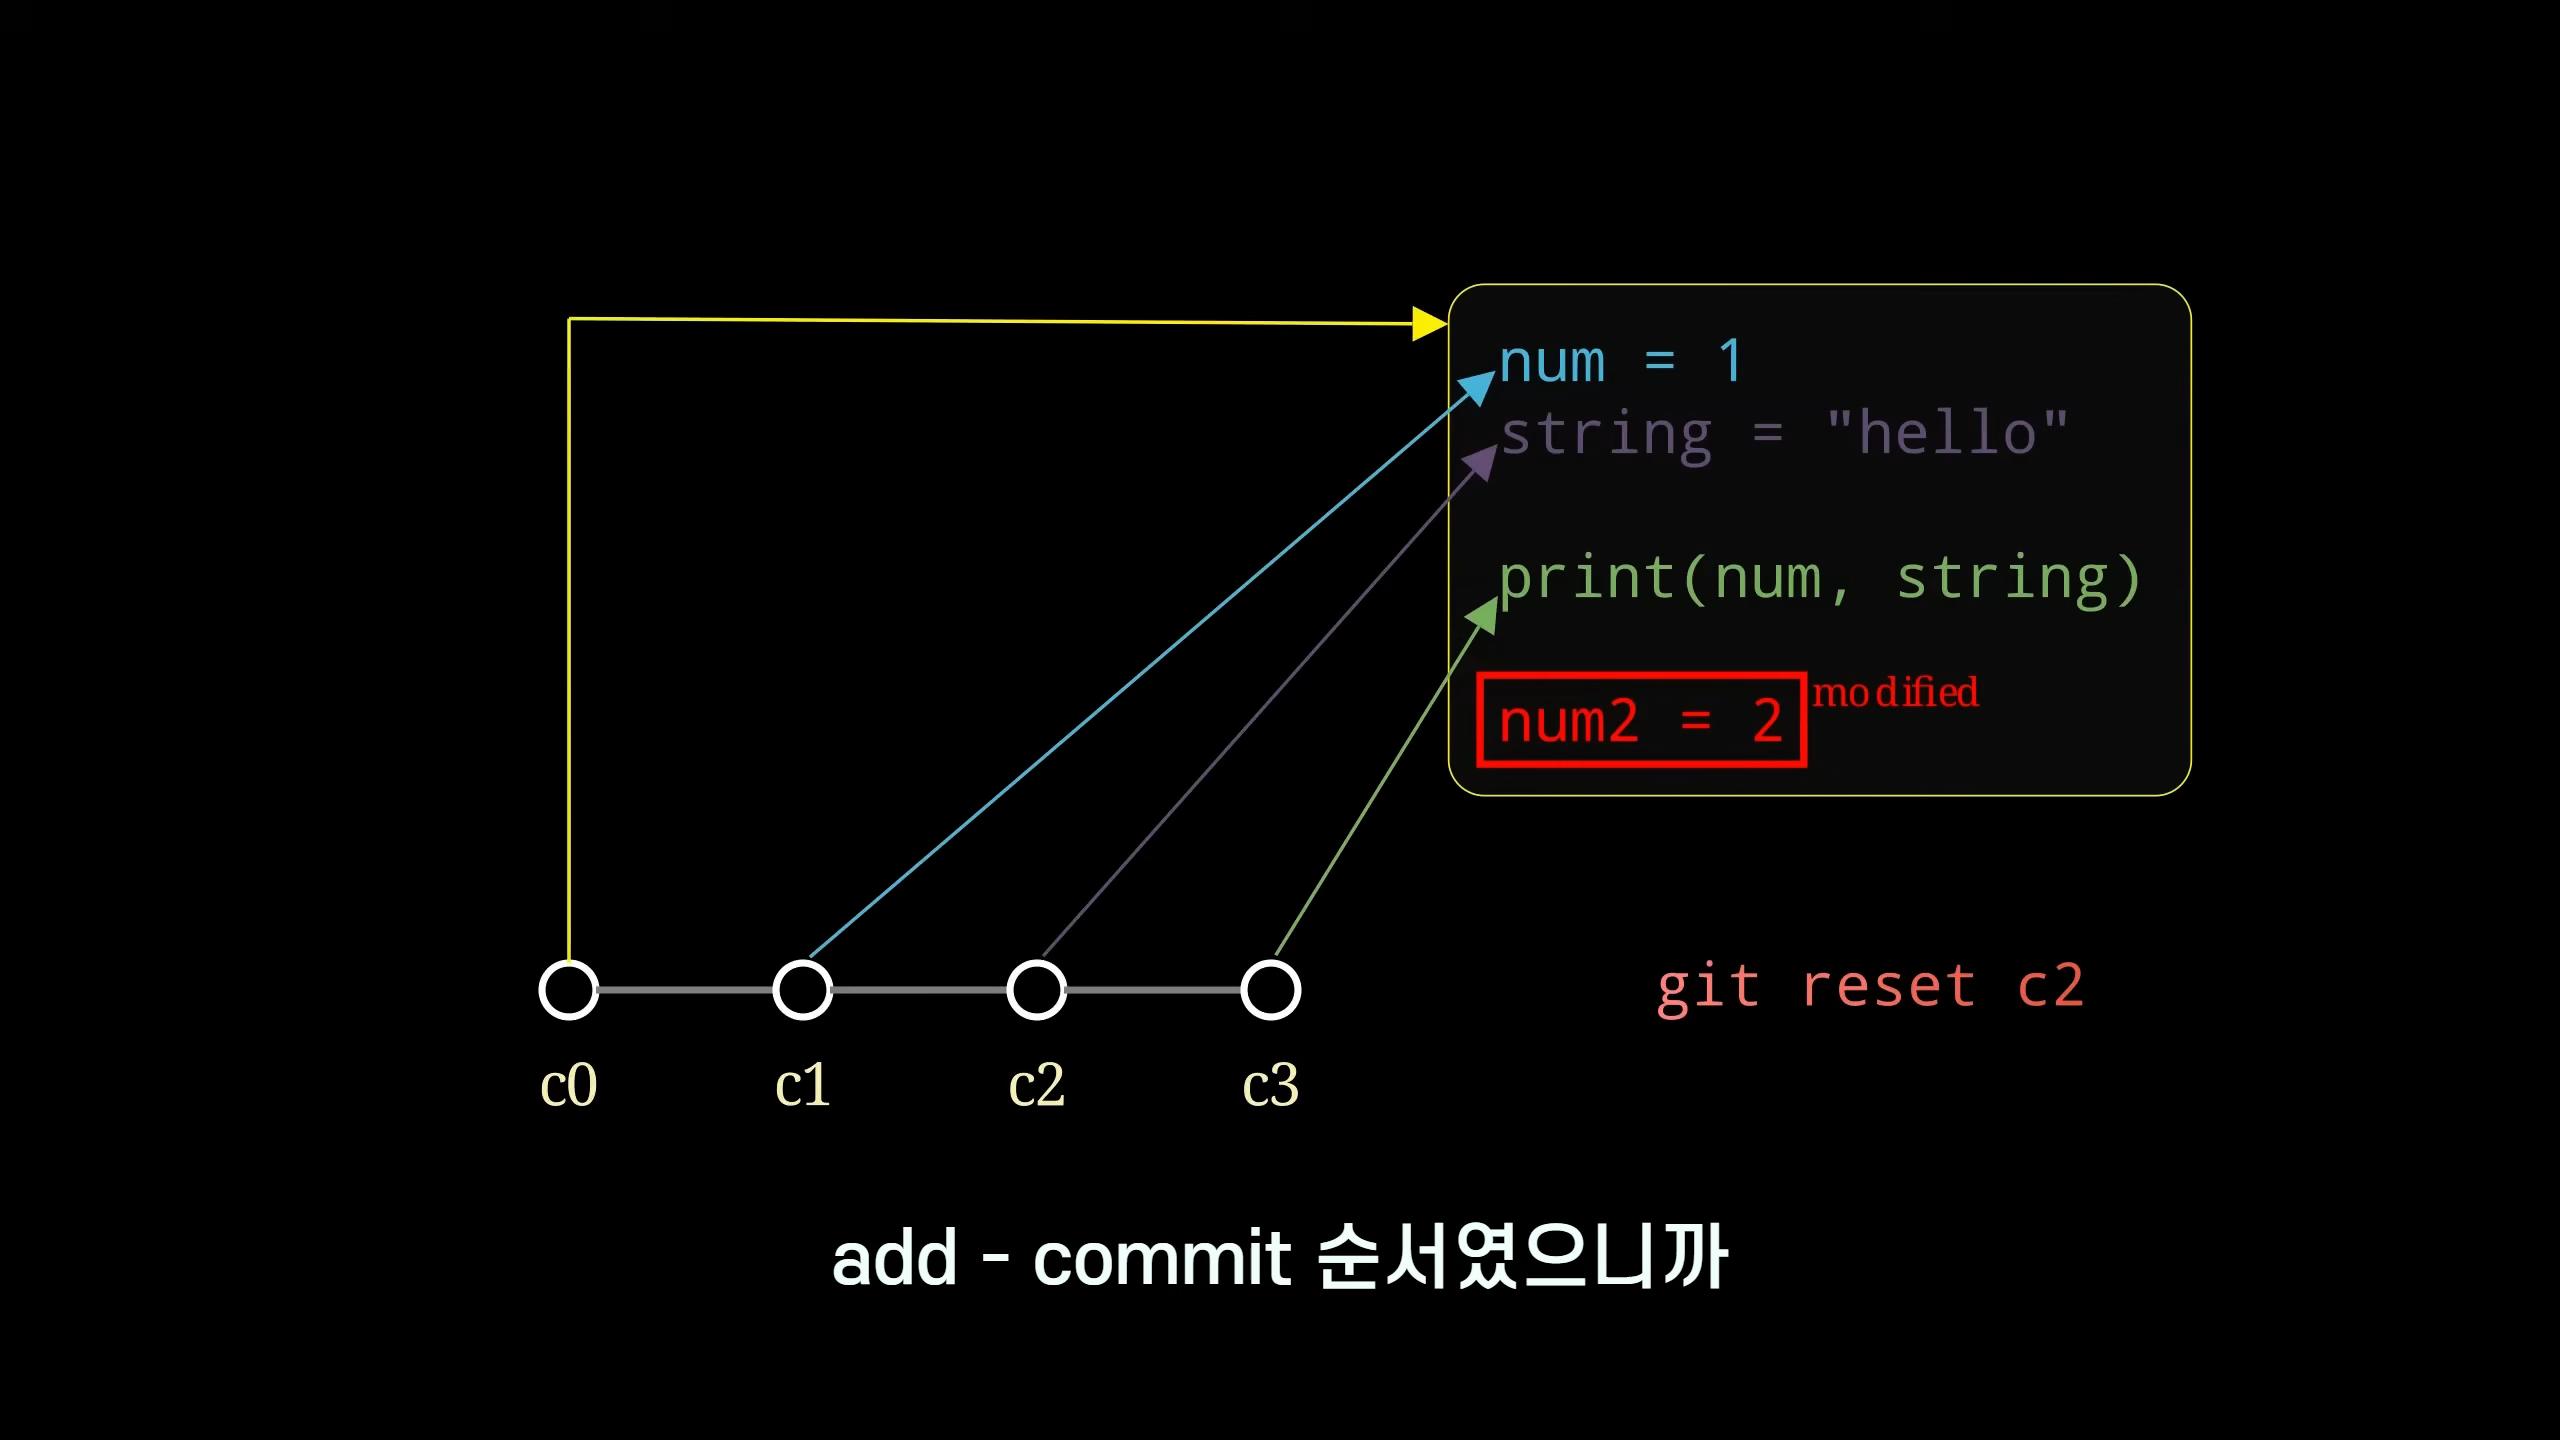 num = 1
string = "hello"
print(num, string)
num2 = 2
modified
git reset c2
c0
c1
c2
c3
add - commit 순서였으니까